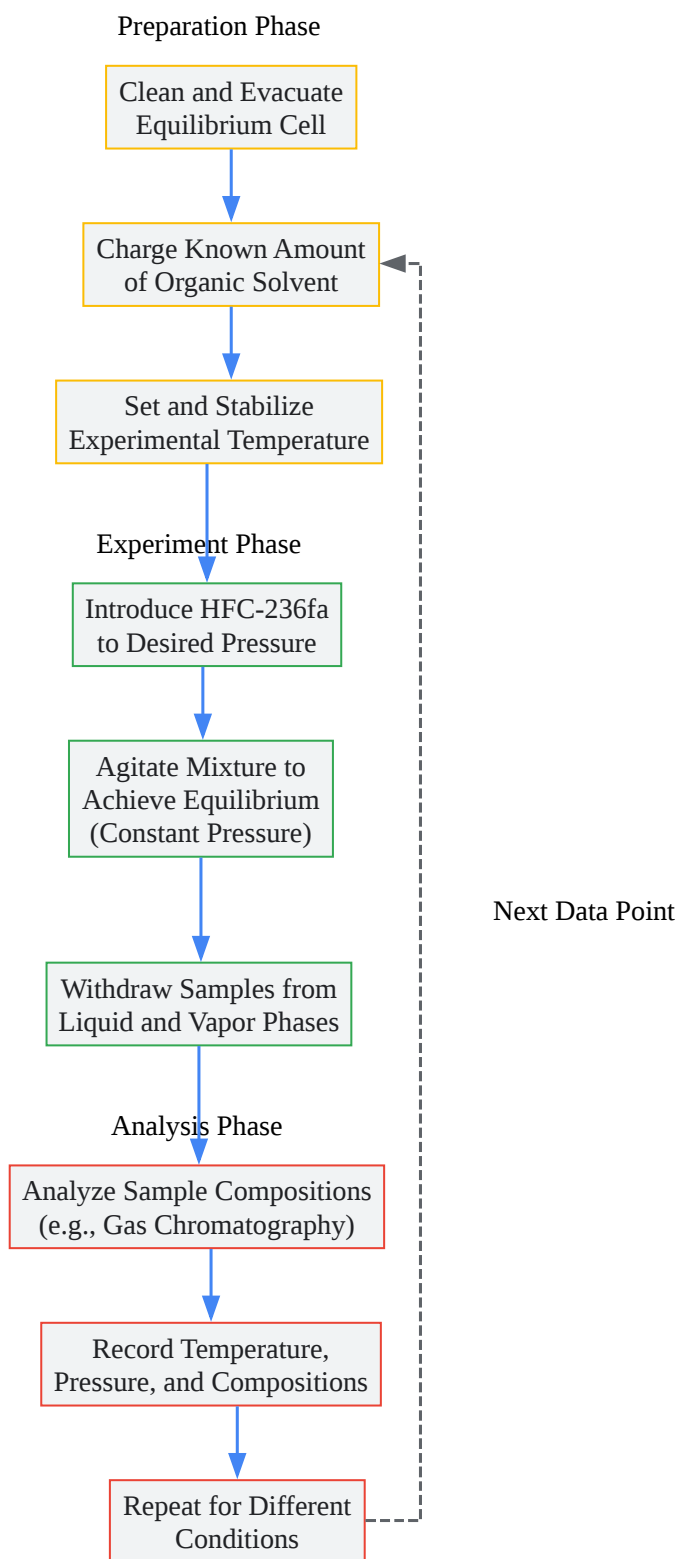 Preparation Phase
Clean and Evacuate
Equilibrium Cell
Charge Known Amount
of Organic Solvent
Set and Stabilize
Experimental Temperature
Experiment Phase
Introduce HFC-236fa
to Desired Pressure
Agitate Mixture to
Achieve Equilibrium
(Constant Pressure)
Next Data Point
Withdraw Samples from
Liquid and Vapor Phases
Analysis Phase
Analyze Sample Compositions
(e.g., Gas Chromatography)
Record Temperature,
Pressure, and Compositions
Repeat for Different
Conditions